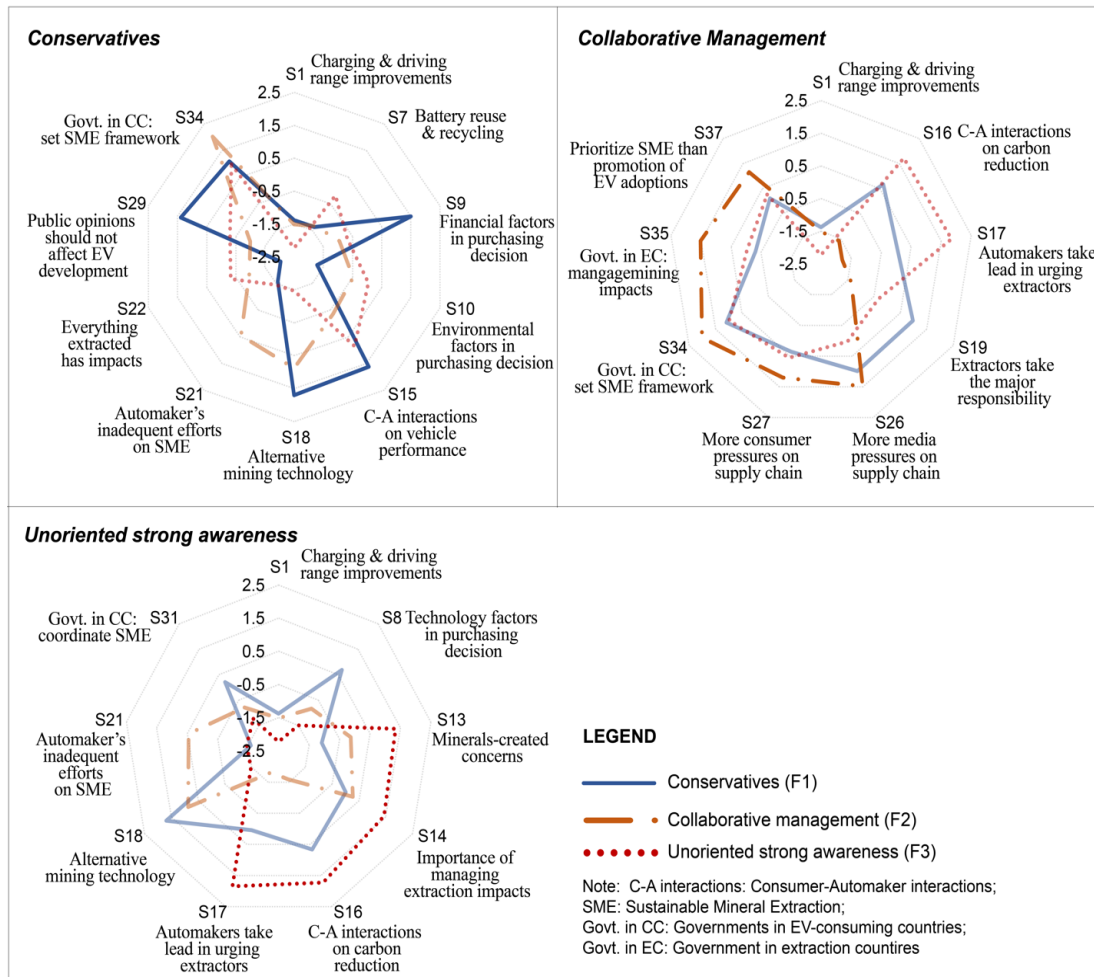 Conservatives
S1
Charging & driving
range improvements
2.5
1.5
0.5
-0.5
-1.5
-2.5
S7
Battery reuse
& recycling
S9
Financial factors
in purchasing
decision
S10
Environmental
factors in
purchasing decision
S15
C-A interactions
on vehicle
performance
S18
Alternative
mining technology
S21
Automaker's
inadequent efforts
on SME
S22
Everything
extracted
has impacts
S29
Public opinions
should not
affect EV
development
S34
Govt. in CC:
set SME framework
Collaborative Management
S1
Charging & driving
range improvements
2.5
1.5
0.5
-0.5
-1.5
-2.5
S16
C-A interactions
on carbon
reduction
S17
Automakers take
lead in urging
extractors
S19
Extractors take
the major
responsibility
S26
More media
pressures on
supply chain
S27
More consumer
pressures on
supply chain
S34
Govt. in CC:
set SME
framework
S35
Govt. in EC:
mangagemining
impacts
S37
Prioritize SME than
promotion of
EV adoptions
Unoriented strong awareness
S1
Charging & driving
range improvements
2.5
1.5
0.5
-0.5
-1.5
-2.5
S8
Technology factors
in purchasing
decision
S13
Minerals-created
concerns
S14
Importance of
managing
extraction impacts
S16
C-A interactions
on carbon
reduction
S17
Automakers take
lead in urging
extractors
S18
Alternative
mining technology
S21
Automaker's
inadequent
efforts
on SME
S31
Govt. in CC:
coordinate SME
LEGEND
Conservatives (F1)
Collaborative management (F2)
Unoriented strong awareness (F3)
Note: C-A interactions: Consumer-Automaker interactions;
SME: Sustainable Mineral Extraction;
Govt. in CC: Governments in EV-consuming countries;
Govt. in EC: Government in extraction countires